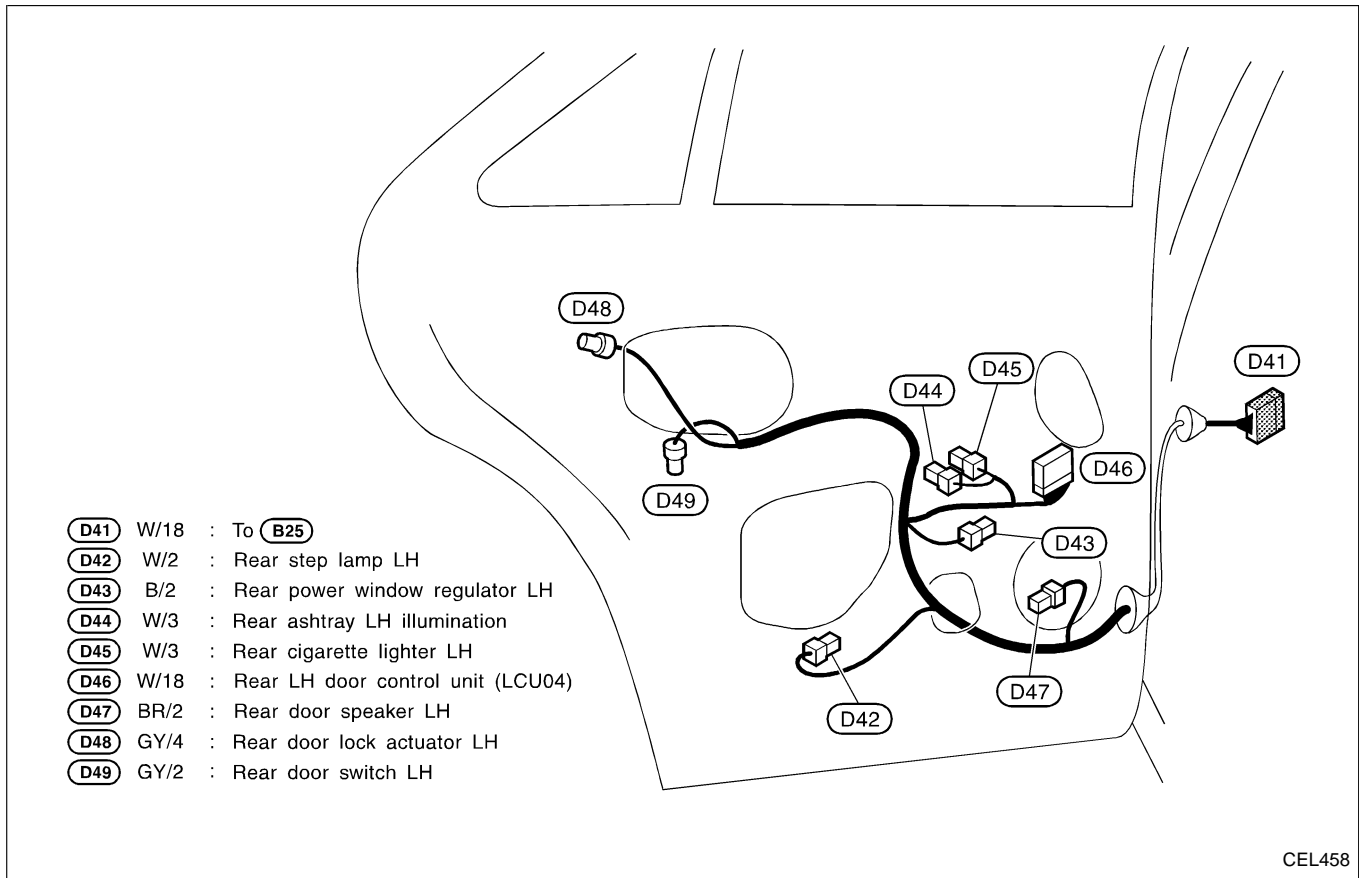 D48
D45
D44
D41
D46
D49
D43
D47
D42
D41 W/18 : To B25
D42 W/2 : Rear step lamp LH
D43 B/2 : Rear power window regulator LH
D44 W/3 : Rear ashtray LH illumination
D45 W/3 : Rear cigarette lighter LH
D46 W/18 : Rear LH door control unit (LCU04)
D47 BR/2 : Rear door speaker LH
D48 GY/4 : Rear door lock actuator LH
D49 GY/2 : Rear door switch LH
CEL458